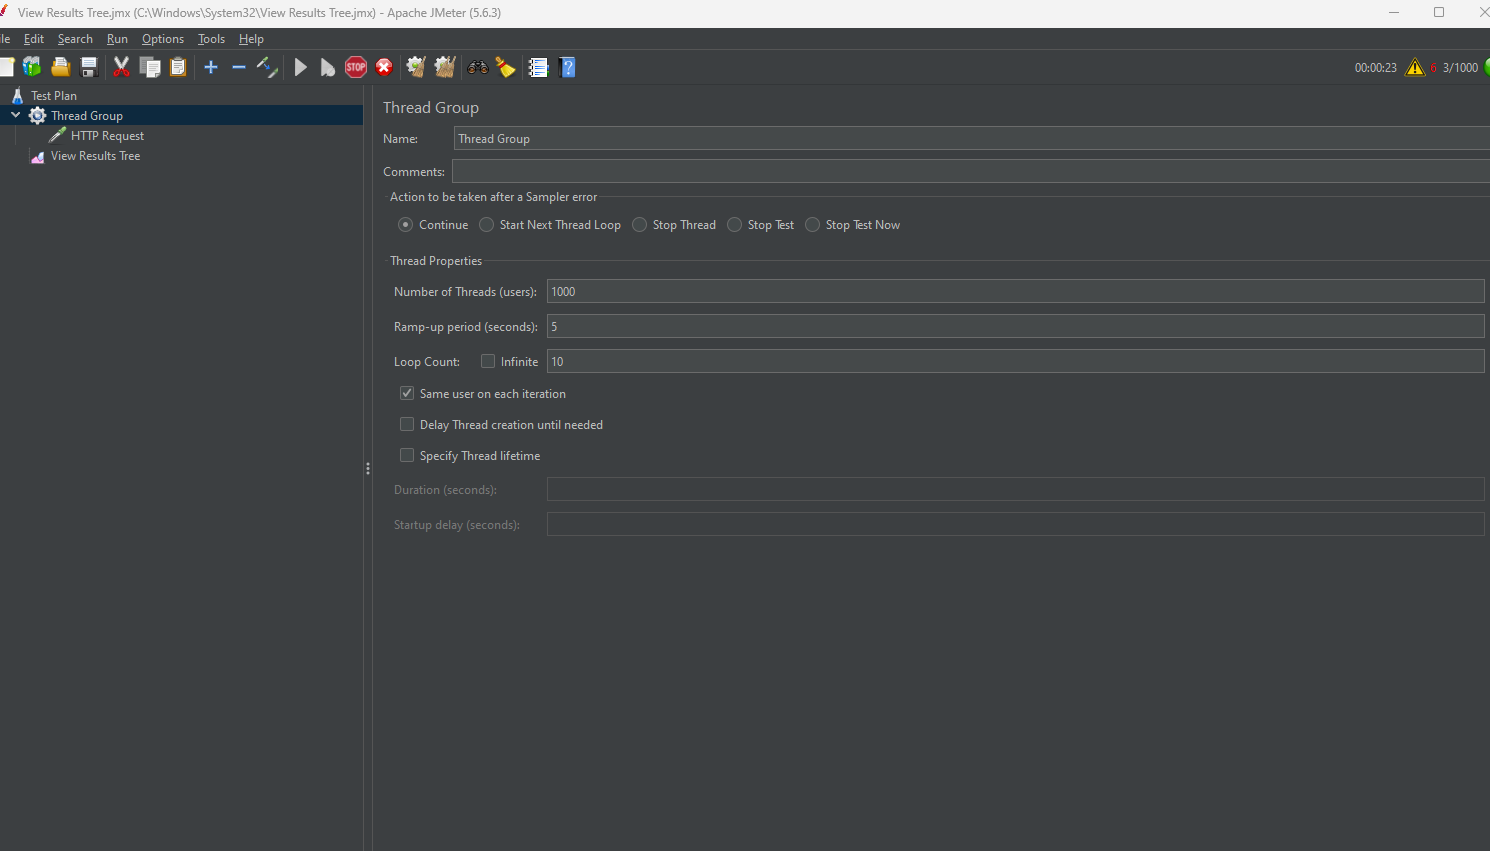 View Results Tree.jmx (C:\Windows\System32\View Results Tree.jmx) - Apache JMeter (5.6.3)
le Edit Search Run Options Tools Help
STOP
00:00:23 6 3/1000
Test Plan
Thread Group
HTTP Request
View Results Tree
Thread Group
Name: Thread Group
Comments:
Action to be taken after a Sampler error
Continue Start Next Thread Loop Stop Thread Stop Test Stop Test Now
Thread Properties
Number of Threads (users): 1000
Ramp-up period (seconds): 5
Loop Count: Infinite 10
Same user on each iteration
Delay Thread creation until needed
Specify Thread lifetime
Duration (seconds):
Startup delay (seconds):